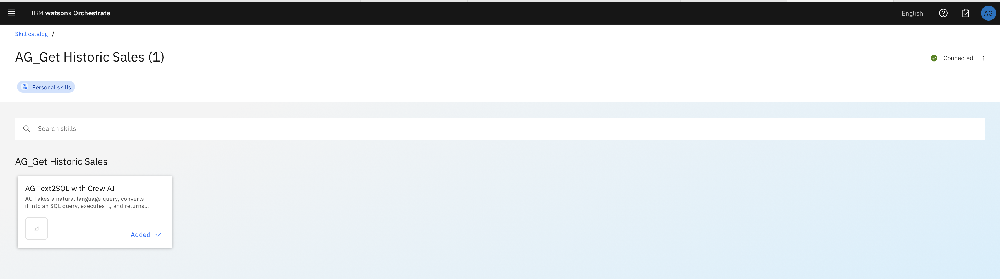 IBM watsonx Orchestrate
English
AG
Skill catalog /
AG_Get Historic Sales (1)
Connected
Personal skills
Search skills
AG_Get Historic Sales
AG Text2SQL with Crew AI
AG Takes a natural language query, converts
it into an SQL query, executes it, and returns...
Added